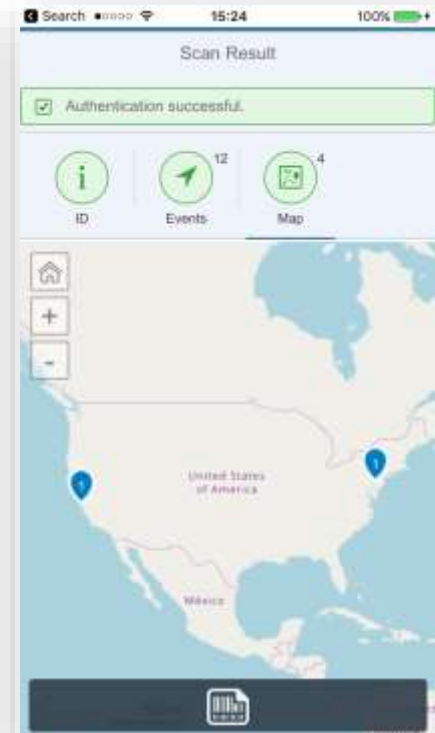 Search 15:24 100%
Scan Result
Authentication successful.
i 12 4
ID Events Map
+
-
1 1
United States
of America
México